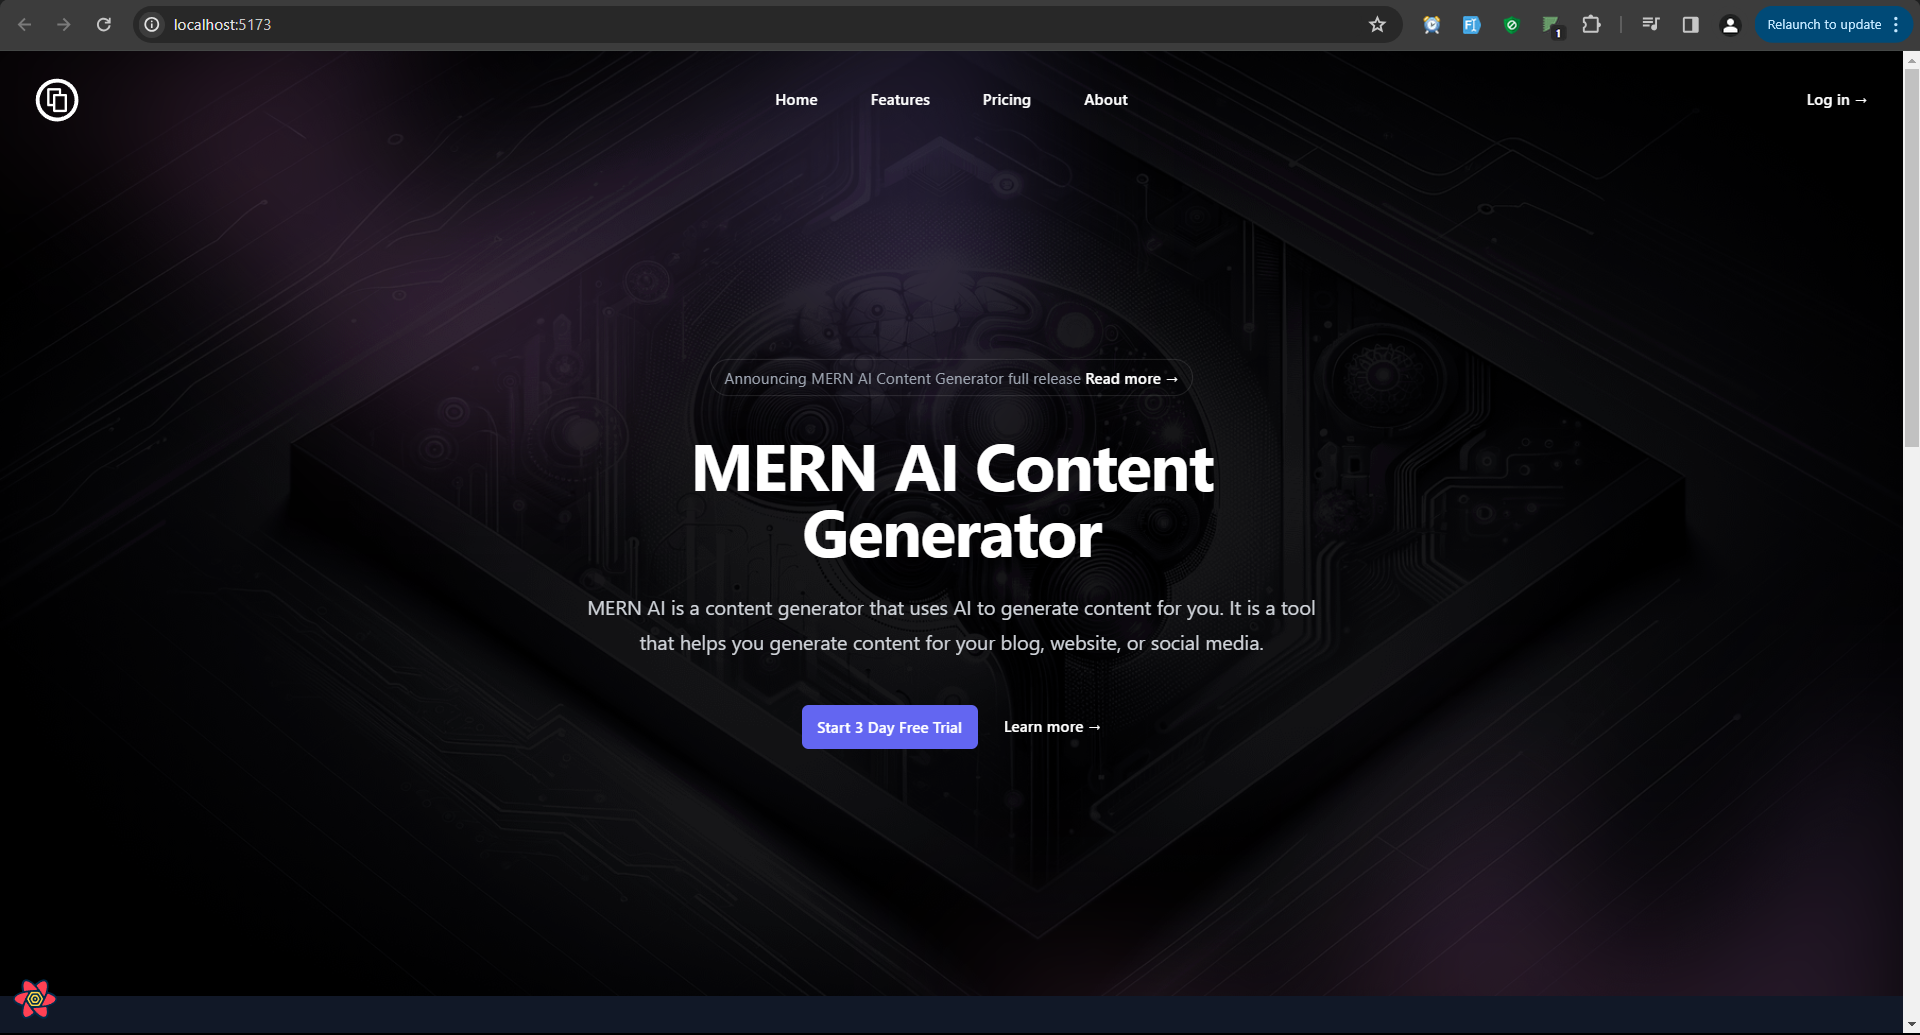 localhost:5173
1
Relaunch to update
Home
Features
Pricing
About
Log in →
Announcing MERN AI Content Generator full release Read more →
MERN AI Content
Generator
MERN AI is a content generator that uses AI to generate content for you. It is a tool
that helps you generate content for your blog, website, or social media.
Start 3 Day Free Trial
Learn more →